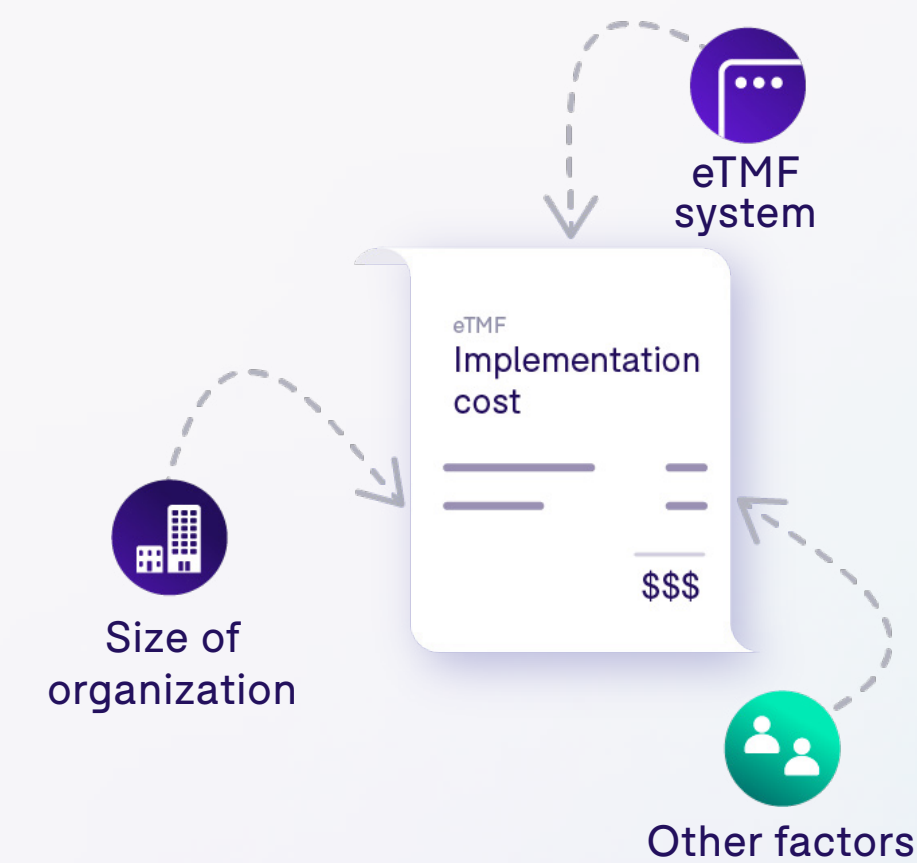 eTMF
system
eTMF
Implementation
cost
$$$
Size of
organization
Other factors